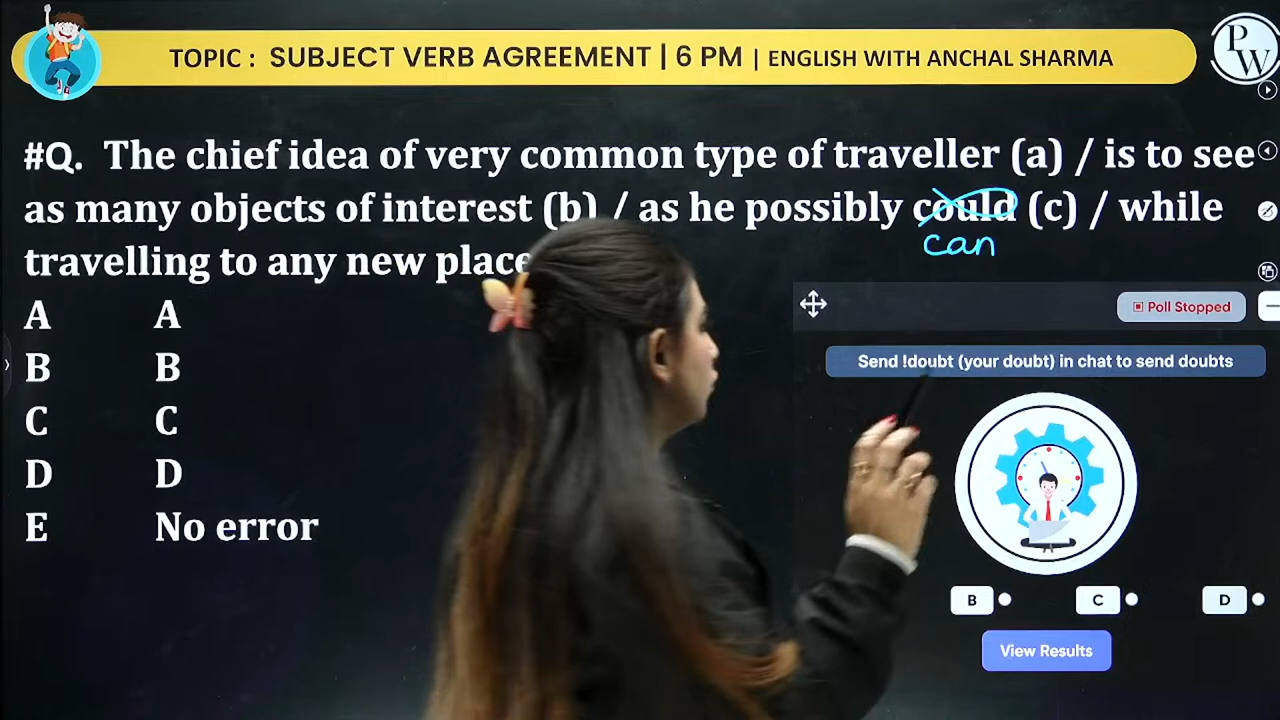 TOPIC : SUBJECT VERB AGREEMENT | 6 PM | ENGLISH WITH ANCHAL SHARMA
P
W
#Q. The chief idea of very common type of traveller (a) / is to see
as many objects of interest (b) / as he possibly could (c) / while
can
travelling to any new place
A A
B B
C C
D D
E No error
Poll Stopped
Send !doubt (your doubt) in chat to send doubts
B C D
View Results